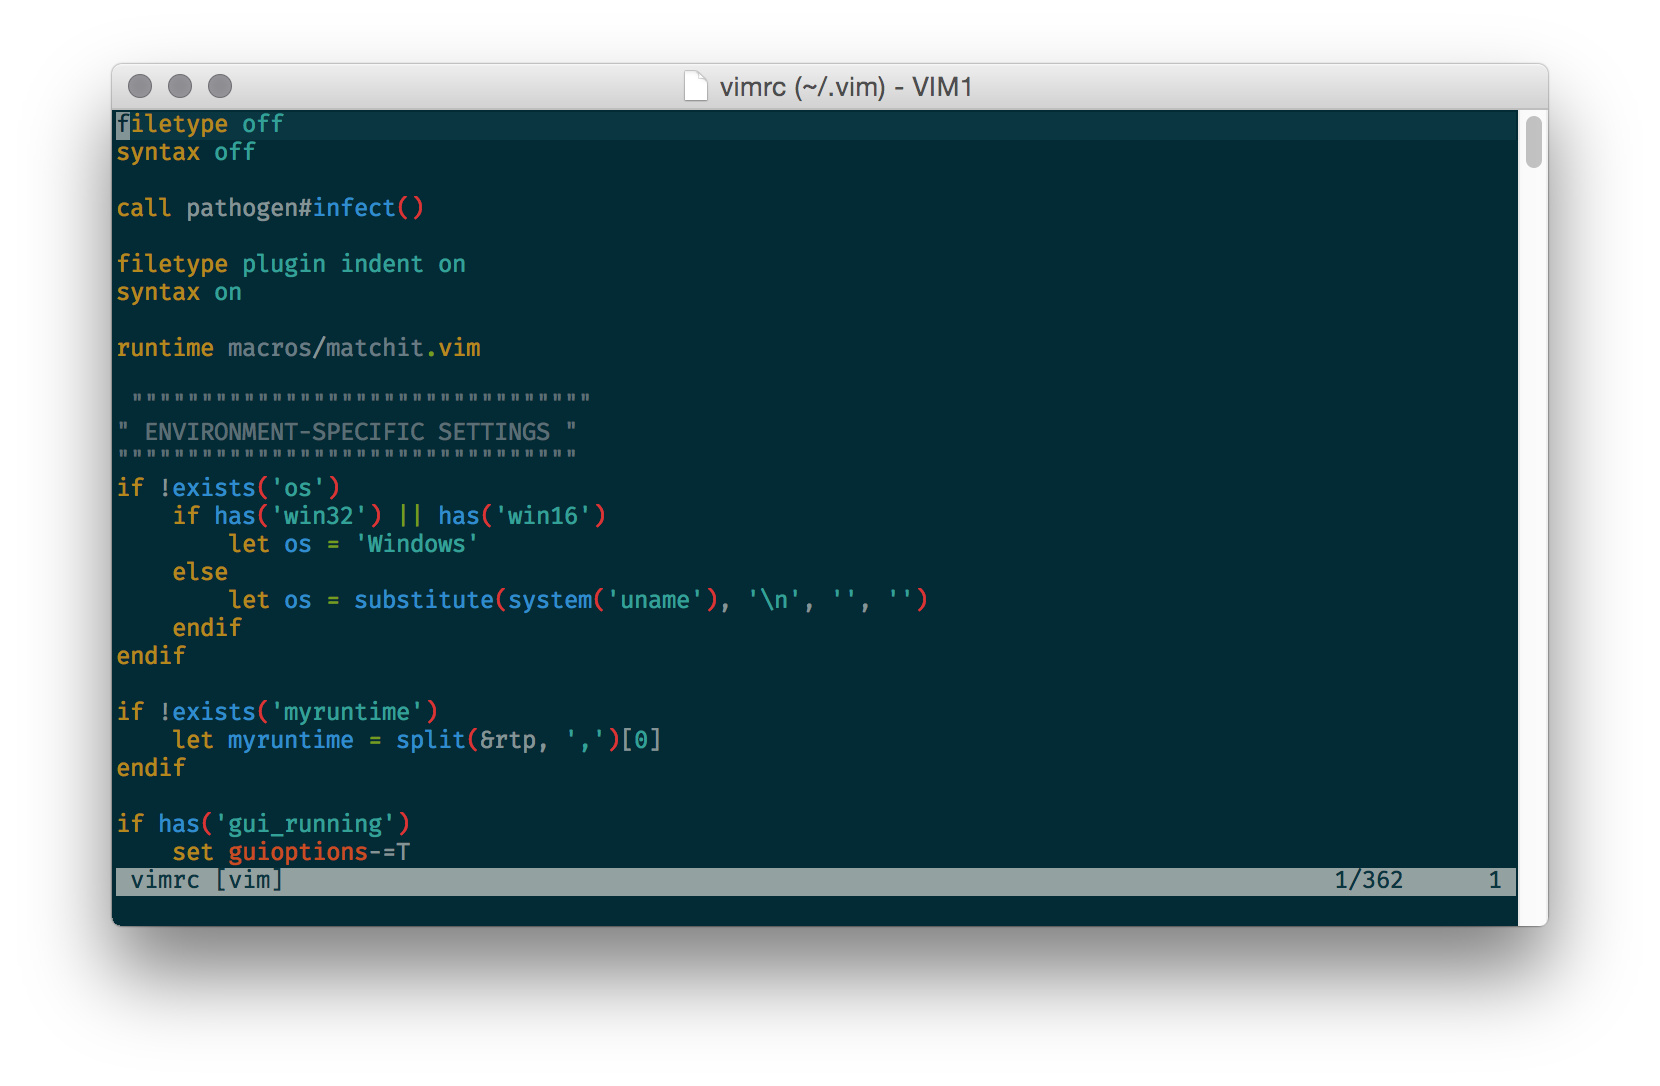 vimrc (~/.vim) - VIM1
filetype off
syntax off

call pathogen#infect()

filetype plugin indent on
syntax on

runtime macros/matchit.vim

 """""""""""""""""""""""""""""""""
" ENVIRONMENT-SPECIFIC SETTINGS "
"""""""""""""""""""""""""""""""""
if !exists('os')
    if has('win32') || has('win16')
        let os = 'Windows'
    else
        let os = substitute(system('uname'), '\n', '', '')
    endif
endif

if !exists('myruntime')
    let myruntime = split(&rtp, ',')[0]
endif

if has('gui_running')
    set guioptions-=T
vimrc [vim] 1/362 1